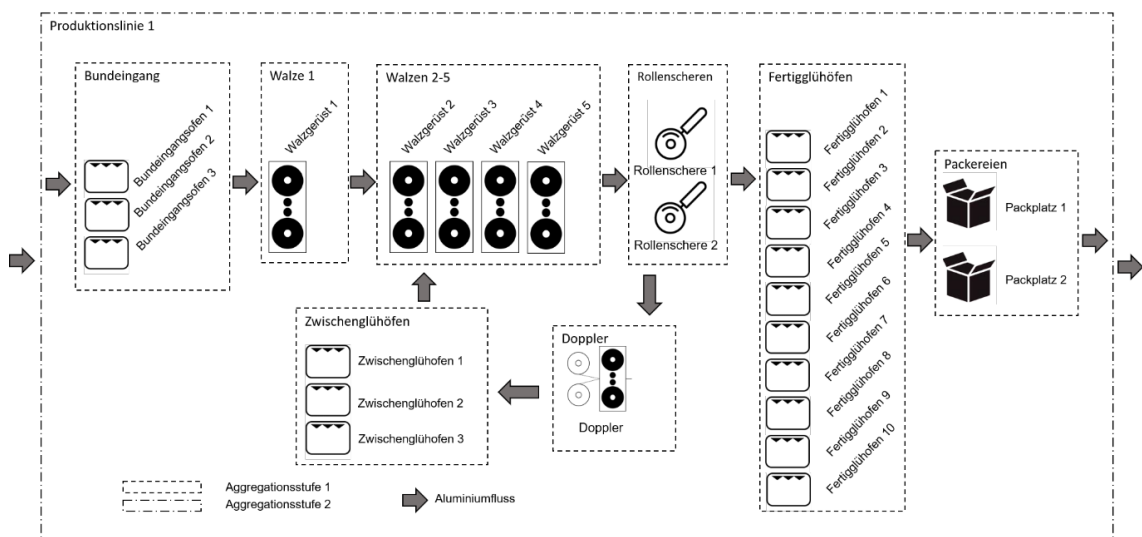 Produktionslinie 1
Bundeingang
Bundeingangsofen 1
Bundeingangsofen 2
Bundeingangsofen 3
Walze 1
Walzgerüst 1
Walzen 2-5
Walzgerüst 2
Walzgerüst 3
Walzgerüst 4
Walzgerüst 5
Rollenscheren
Rollenschere 1
Rollenschere 2
Fertigglühöfen
Fertigglühofen 1
Fertigglühofen 2
Fertigglühofen 3
Fertigglühofen 4
Fertigglühofen 5
Fertigglühofen 6
Fertigglühofen 7
Fertigglühofen 8
Fertigglühofen 9
Fertigglühofen 10
Packereien
Packplatz 1
Packplatz 2
Zwischenglühöfen
Zwischenglühofen 1
Zwischenglühofen 2
Zwischenglühofen 3
Doppler
Doppler
Aggregationsstufe 1
Aggregationsstufe 2
Aluminiumfluss